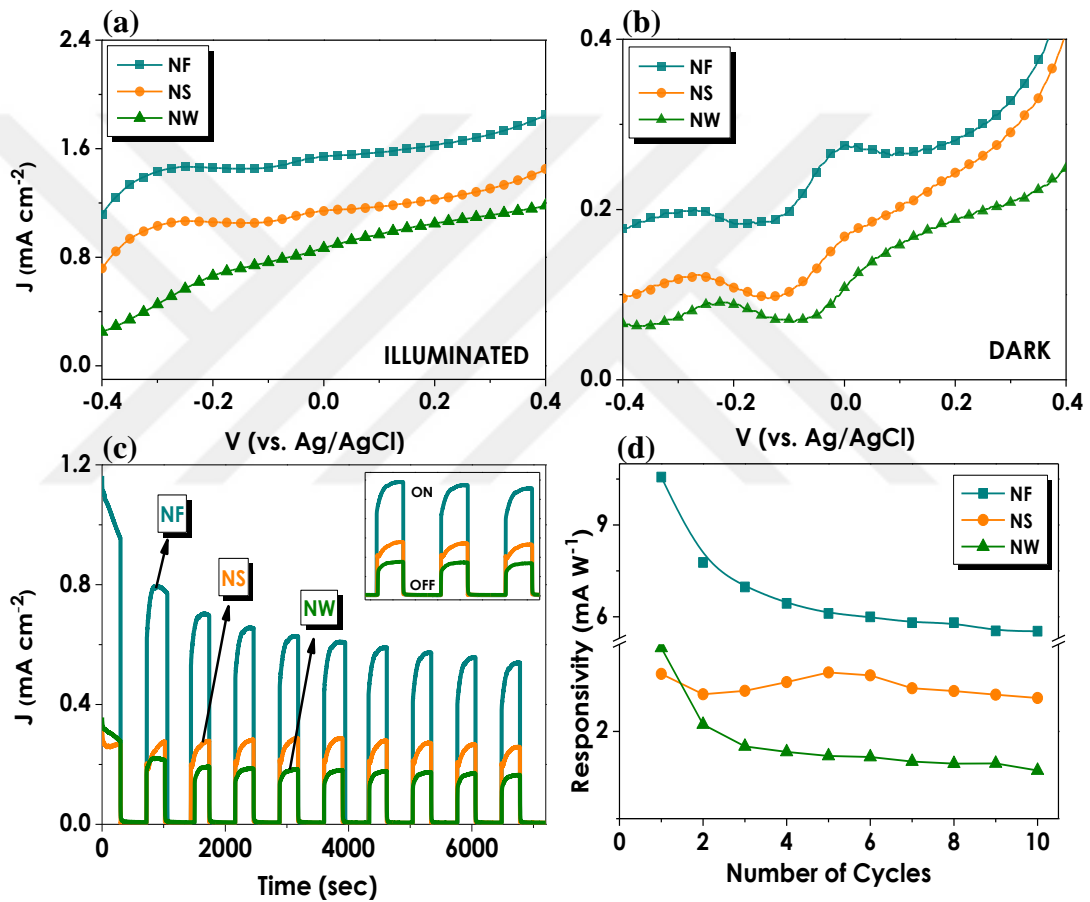 (a)
NF
NS
NW
2.4
1.6
0.8
0.0
J (mA cm⁻²)
ILLUMINATED
-0.4 -0.2 0.0 0.2 0.4
V (vs. Ag/AgCl)
(b)
NF
NS
NW
0.4
0.2
0.0
DARK
-0.4 -0.2 0.0 0.2 0.4
V (vs. Ag/AgCl)
(c)
1.2
0.8
0.4
0.0
J (mA cm⁻²)
NF
NS
NW
ON
OFF
0 2000 4000 6000
Time (sec)
(d)
NF
NS
NW
9
6
2
Responsivity (mA W⁻¹)
0 2 4 6 8 10
Number of Cycles